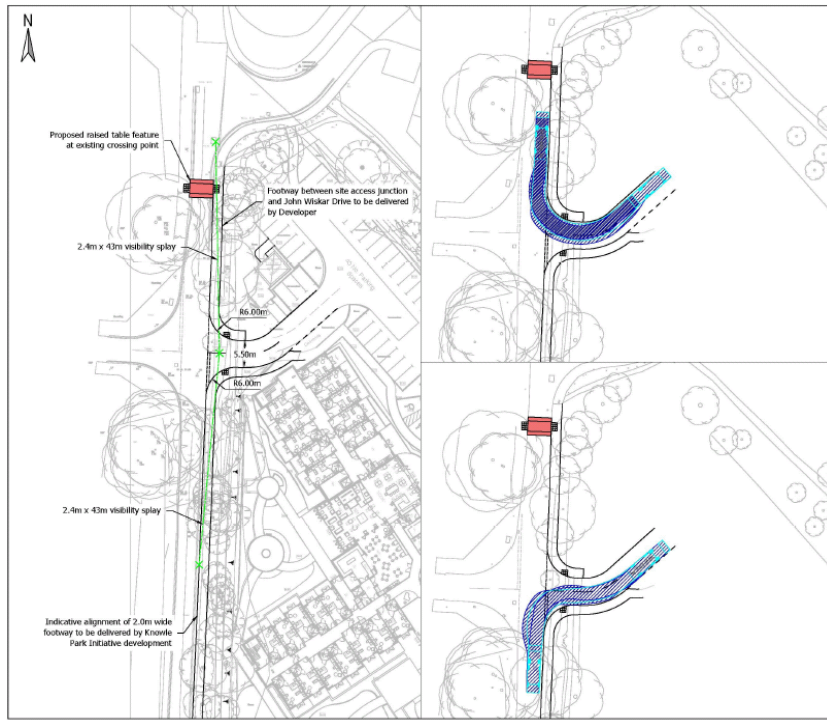 N
Proposed raised table feature
at existing crossing point
Footway between site access junction
and John Wiskar Drive to be delivered
by Developer
2.4m x 43m visibility splay
R6.00m
5.50m
R6.00m
2.4m x 43m visibility splay
Indicative alignment of 2.0m wide
footway to be delivered by Knowle
Park Initiative development